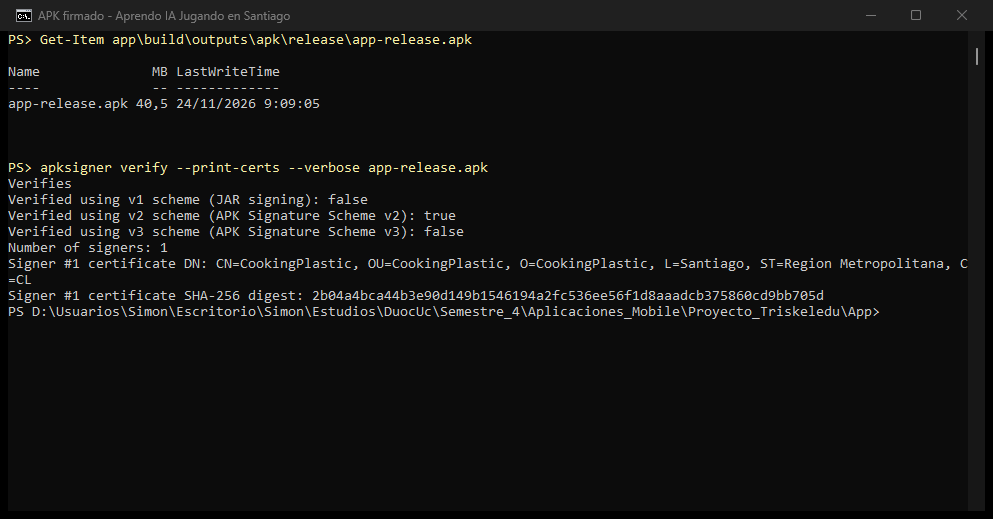 APK firmado - Aprendo IA Jugando en Santiago
PS> Get-Item app\build\outputs\apk\release\app-release.apk
Name                  MB LastWriteTime
----                  -- -------------
app-release.apk 40,5 24/11/2026 9:09:05
PS> apksigner verify --print-certs --verbose app-release.apk
Verifies
Verified using v1 scheme (JAR signing): false
Verified using v2 scheme (APK Signature Scheme v2): true
Verified using v3 scheme (APK Signature Scheme v3): false
Number of signers: 1
Signer #1 certificate DN: CN=CookingPlastic, OU=CookingPlastic, O=CookingPlastic, L=Santiago, ST=Region Metropolitana, C
=CL
Signer #1 certificate SHA-256 digest: 2b04a4bca44b3e90d149b1546194a2fc536ee56f1d8aaadcb375860cd9bb705d
PS D:\Usuarios\Simon\Escritorio\Simon\Estudios\DuocUc\Semestre_4\Aplicaciones_Mobile\Proyecto_Triskeledu\App>